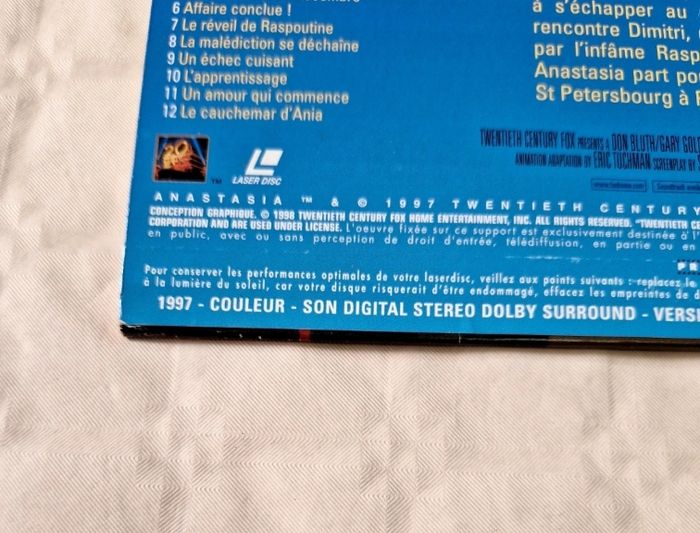 6 Affaire conclue !
7 Le réveil de Raspoutine
8 La malédiction se déchaîne
9 Un échec cuisant
10 L'apprentissage
11 Un amour qui commence
12 Le cauchemar d'Ania
à s'échapper au
rencontre Dimitri,
par l'infâme Rasp
Anastasia part pou
St Petersbourg à
TWENTIETH CENTURY FOX PRESENTS A DON BLUTH/GARY GOL
ANIMATION ADAPTATION BY ERIC TUCHMAN SCREENPLAY BY
20
TM
LASER DISC
www.foxhome.com
ANASTASIA ™ & © 1997 TWENTIETH CENTUR
CONCEPTION GRAPHIQUE. © 1998 TWENTIETH CENTURY FOX HOME ENTERTAINMENT, INC. ALL RIGHTS RESERVED. "TWENTIETH CE
CORPORATION AND ARE USED UNDER LICENSE. L'oeuvre fixée sur ce support est exclusivement destinée à l'
en public, avec ou sans perception de droit d'entrée, télédiffusion, en partie ou en
Pour conserver les performances optimales de votre laserdisc, veillez aux points suivants : replacez le
à la lumière du soleil, car votre disque risquerait d'être endommagé, effacez les empreintes de
1997 - COULEUR - SON DIGITAL STEREO DOLBY SURROUND - VERSI